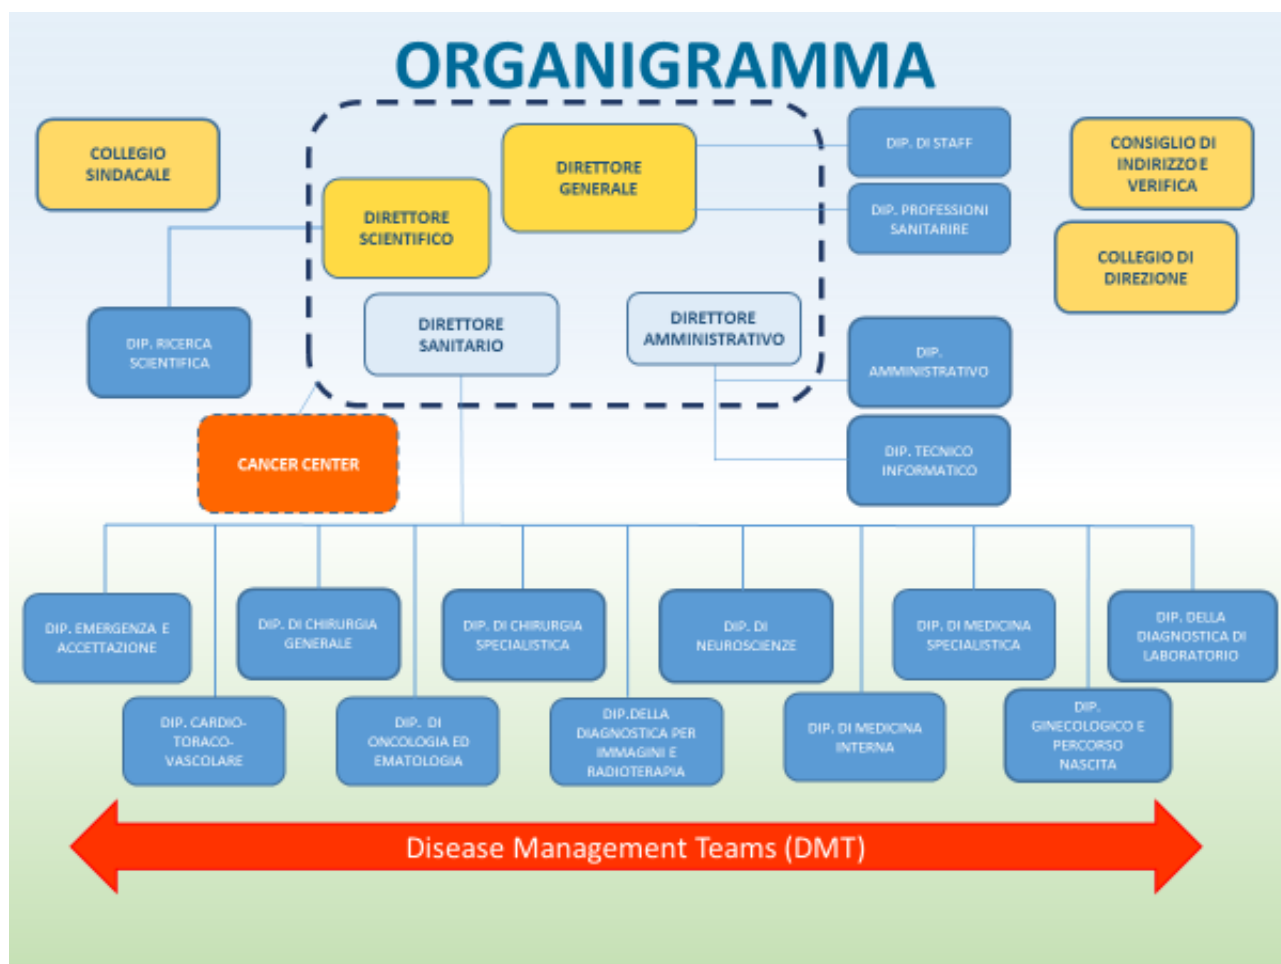 ORGANIGRAMMA
COLLEGIO
SINDACALE
DIRETTORE
GENERALE
DIP. DI STAFF
CONSIGLIO DI
INDIRIZZO E
VERIFICA
DIRETTORE
SCIENTIFICO
DIP. PROFESSIONI
SANITARIRE
COLLEGIO DI
DIREZIONE
DIP. RICERCA
SCIENTIFICA
DIRETTORE
SANITARIO
DIRETTORE
AMMINISTRATIVO
DIP.
AMMINISTRATIVO
CANCER CENTER
DIP. TECNICO
INFORMATICO
DIP. EMERGENZA E
ACCETTAZIONE
DIP. DI CHIRURGIA
GENERALE
DIP. DI CHIRURGIA
SPECIALISTICA
DIP. DI
NEUROSCIENZE
DIP. DI MEDICINA
SPECIALISTICA
DIP. DELLA
DIAGNOSTICA DI
LABORATORIO
DIP. CARDIO-
TORACO-
VASCOLARE
DIP. DI
ONCOLOGIA ED
EMATOLOGIA
DIP.DELLA
DIAGNOSTICA PER
IMMAGINI E
RADIOTERAPIA
DIP. DI MEDICINA
INTERNA
DIP.
GINECOLOGICO E
PERCORSO
NASCITA
Disease Management Teams (DMT)